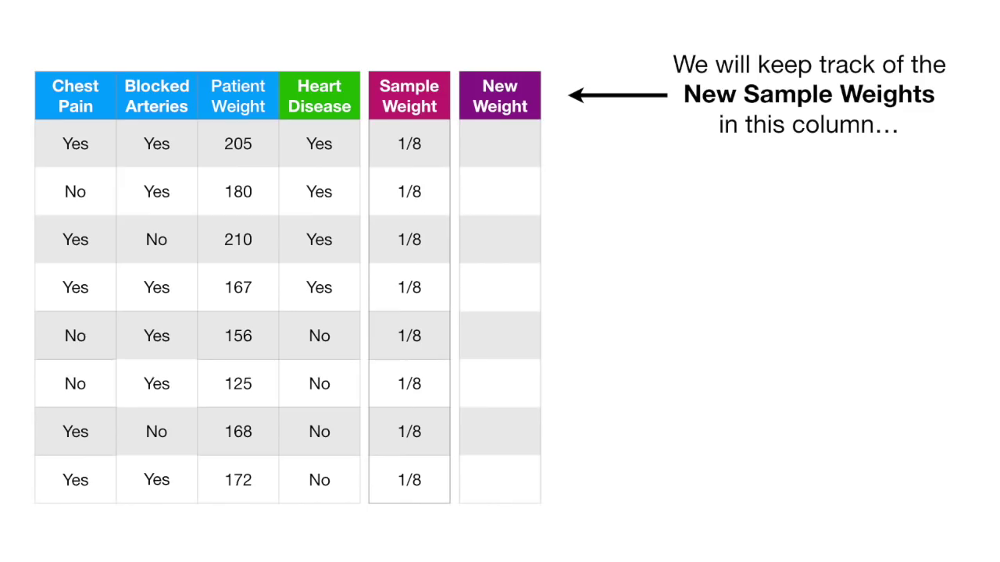 We will keep track of the
New Sample Weights
in this column…
Chest Pain Blocked Arteries Patient Weight Heart Disease Sample Weight New Weight
Yes Yes 205 Yes 1/8
No Yes 180 Yes 1/8
Yes No 210 Yes 1/8
Yes Yes 167 Yes 1/8
No Yes 156 No 1/8
No Yes 125 No 1/8
Yes No 168 No 1/8
Yes Yes 172 No 1/8